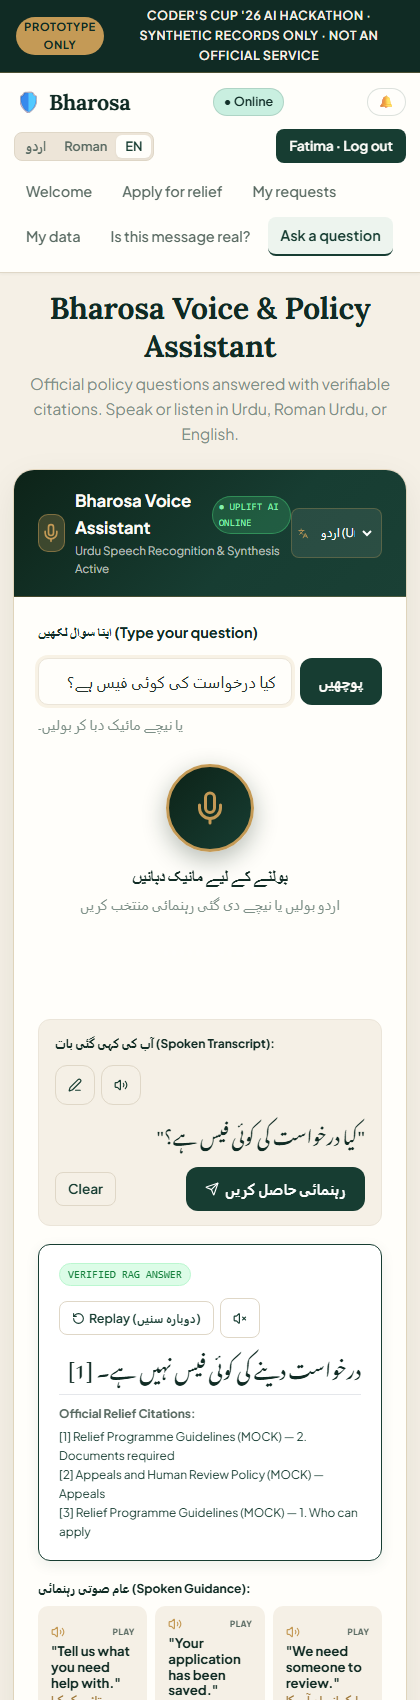 PROTOTYPE ONLY
CODER'S CUP '26 AI HACKATHON ·
SYNTHETIC RECORDS ONLY · NOT AN
OFFICIAL SERVICE
Bharosa
● Online
اردو
Roman
EN
Fatima · Log out
Welcome
Apply for relief
My requests
My data
Is this message real?
Ask a question
Bharosa Voice & Policy
Assistant
Official policy questions answered with verifiable
citations. Speak or listen in Urdu, Roman Urdu, or
English.
Bharosa Voice
Assistant
● UPLIFT AI
ONLINE
Urdu Speech Recognition & Synthesis
Active
اردو (U
اپنا سوال لکھیں (Type your question)
کیا درخواست کی کوئی فیس ہے؟
پوچھیں
یا نیچے مائیک دبا کر بولیں۔
بولنے کے لیے مائیک دبائیں
اردو بولیں یا نیچے دی گئی رہنمائی منتخب کریں
آپ کی کہی گئی بات (Spoken Transcript):
"کیا درخواست کی کوئی فیس ہے؟"
Clear
رہنمائی حاصل کریں
VERIFIED RAG ANSWER
Replay (دوبارہ سنیں)
درخواست دینے کی کوئی فیس نہیں ہے۔ [1]
Official Relief Citations:
[1] Relief Programme Guidelines (MOCK) — 2.
Documents required
[2] Appeals and Human Review Policy (MOCK) —
Appeals
[3] Relief Programme Guidelines (MOCK) — 1. Who can
apply
عام صوتی رہنمائی (Spoken Guidance):
PLAY
"Tell us what
you need
help with."
PLAY
"Your
application
has been
saved."
PLAY
"We need
someone to
review."